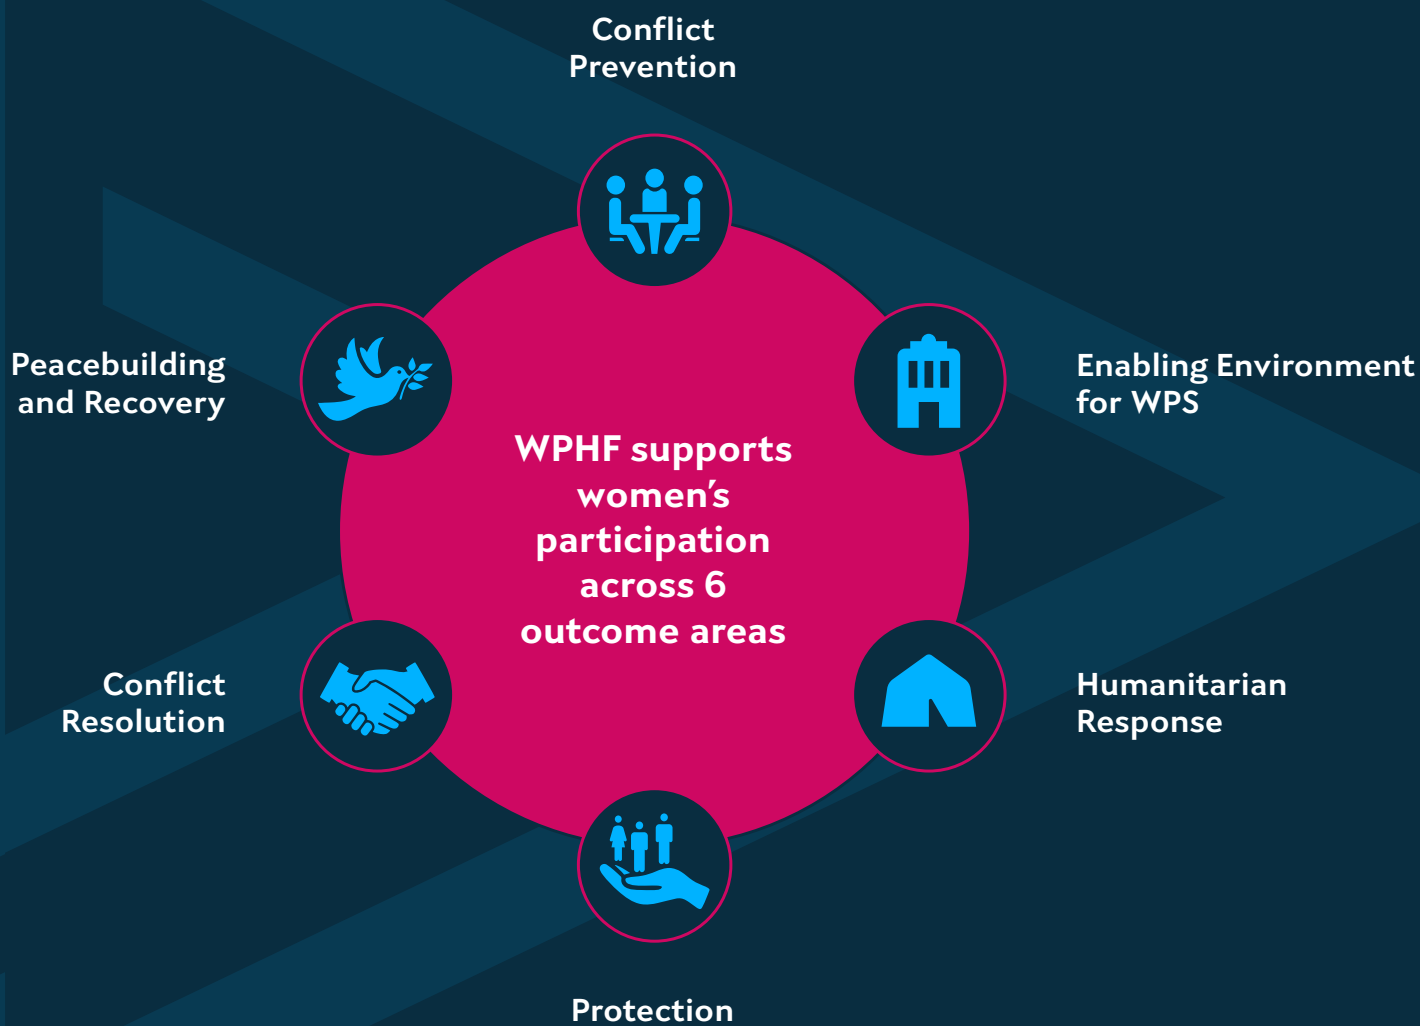 Conflict
Prevention
Peacebuilding
and Recovery
Enabling Environment
for WPS
WPHF supports
women’s
participation
across 6
outcome areas
Conflict
Resolution
Humanitarian
Response
Protection